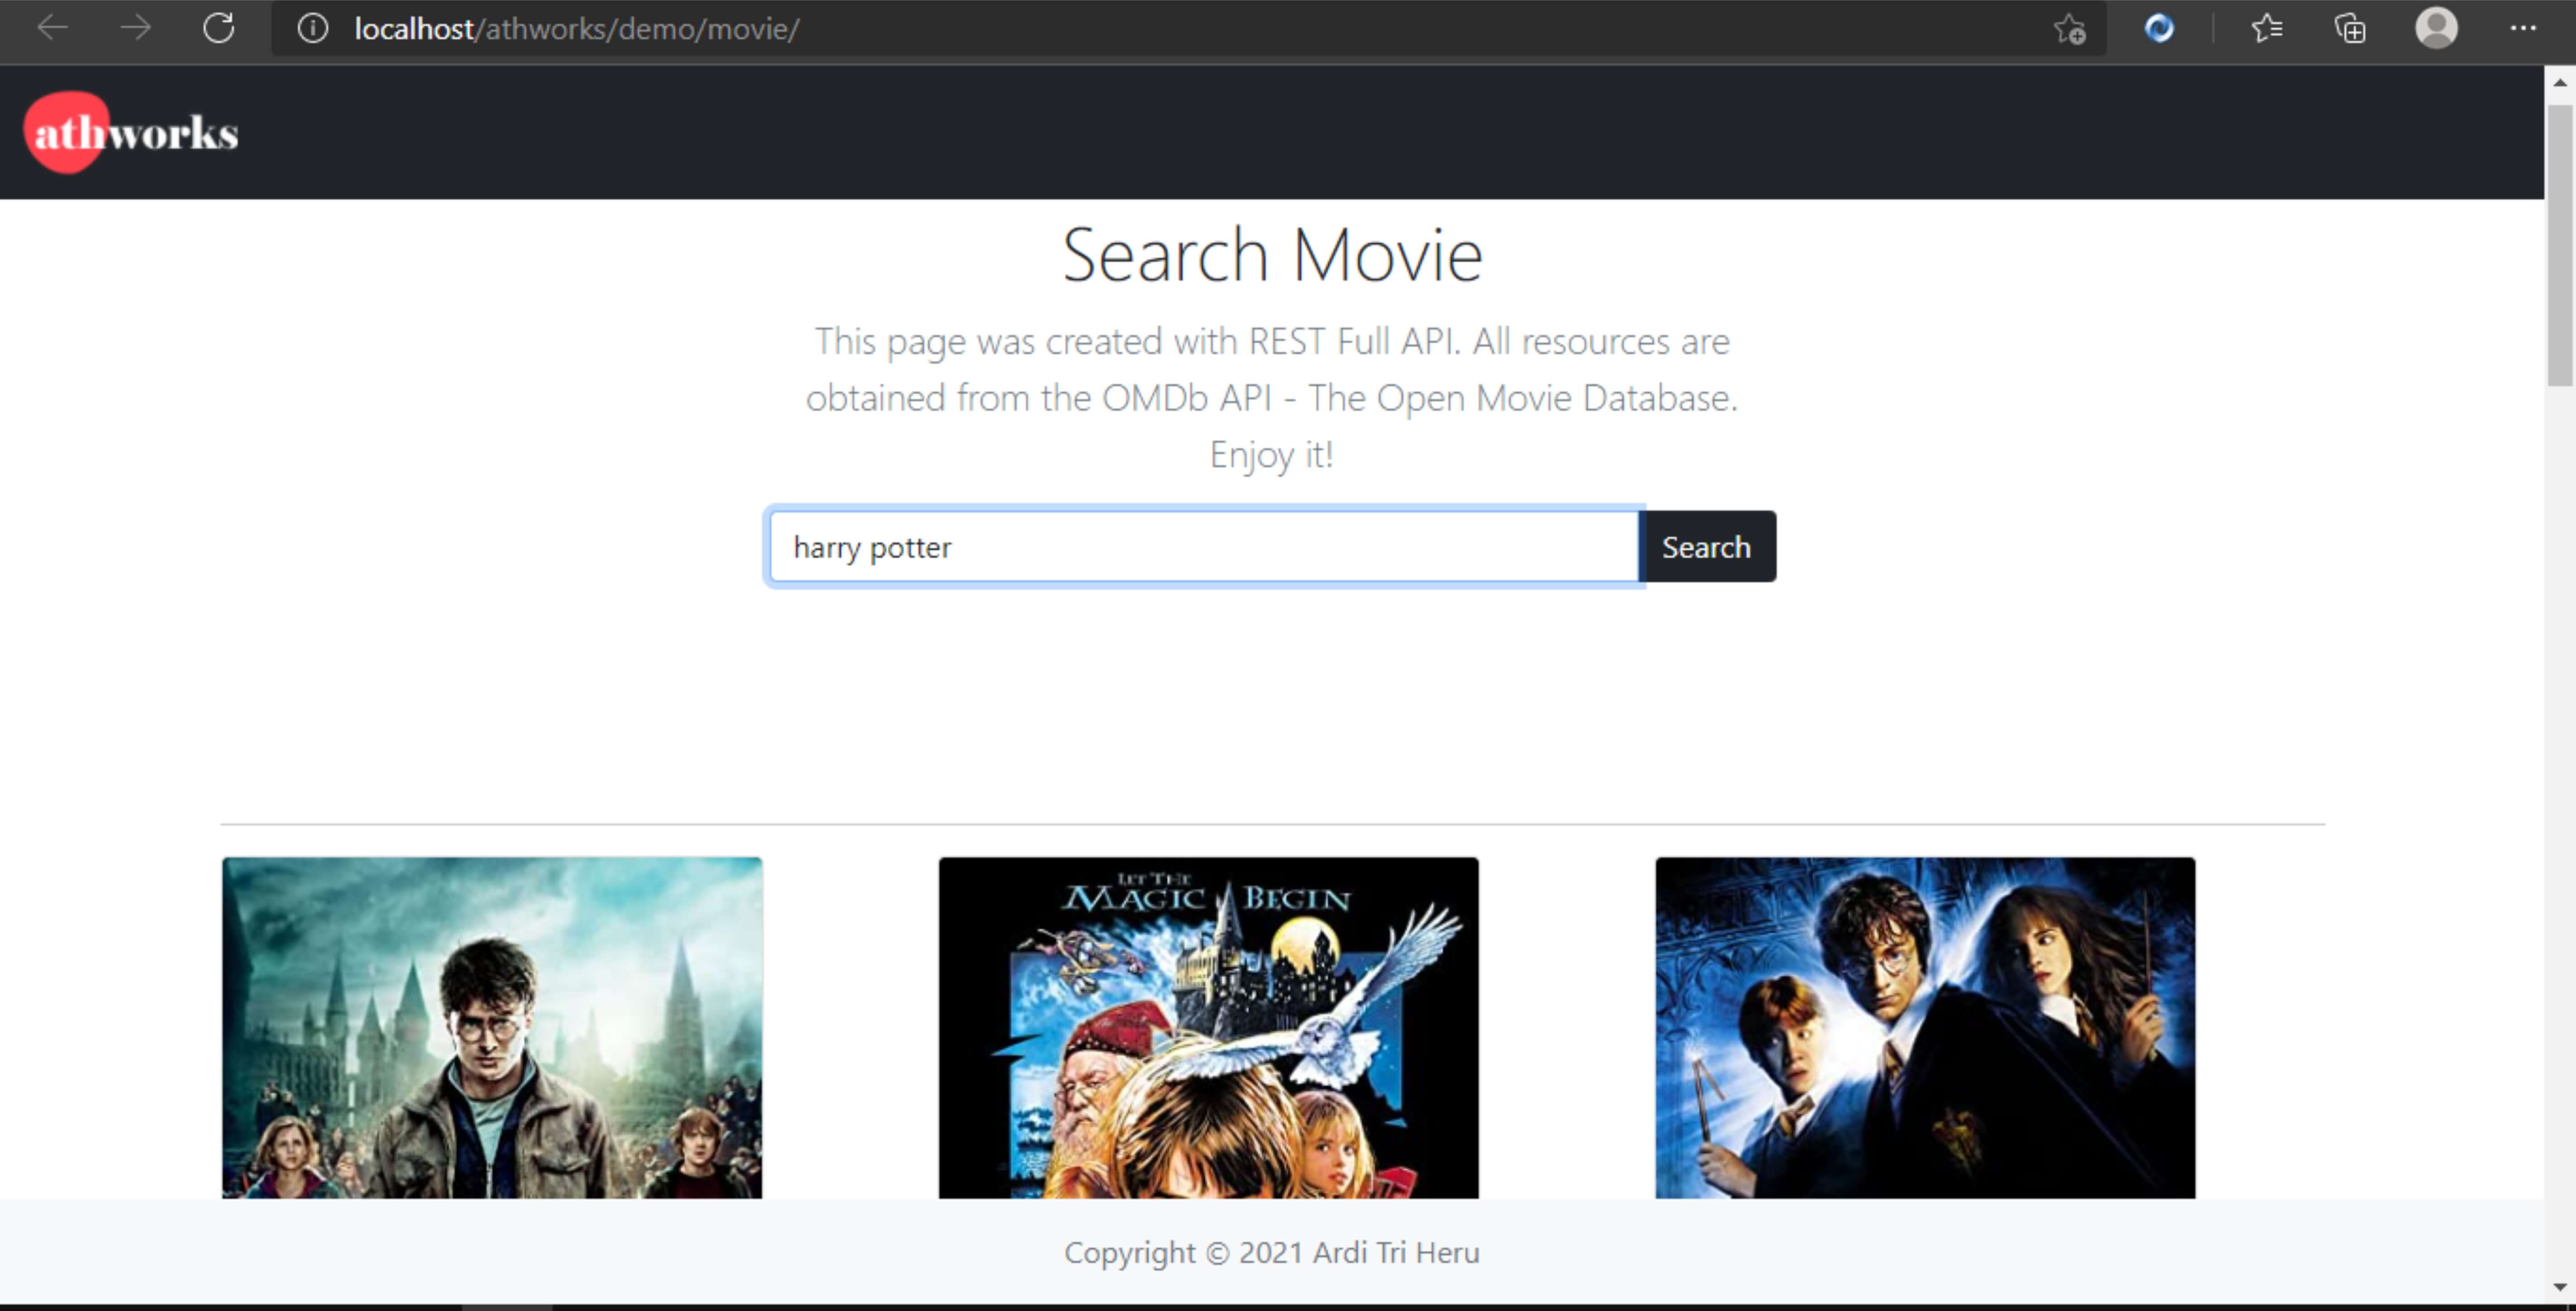 localhost/athworks/demo/movie/
athworks
Search Movie
This page was created with REST Full API. All resources are
obtained from the OMDb API - The Open Movie Database.
Enjoy it!
harry potter
Search
LET THE
MAGIC BEGIN
Copyright © 2021 Ardi Tri Heru